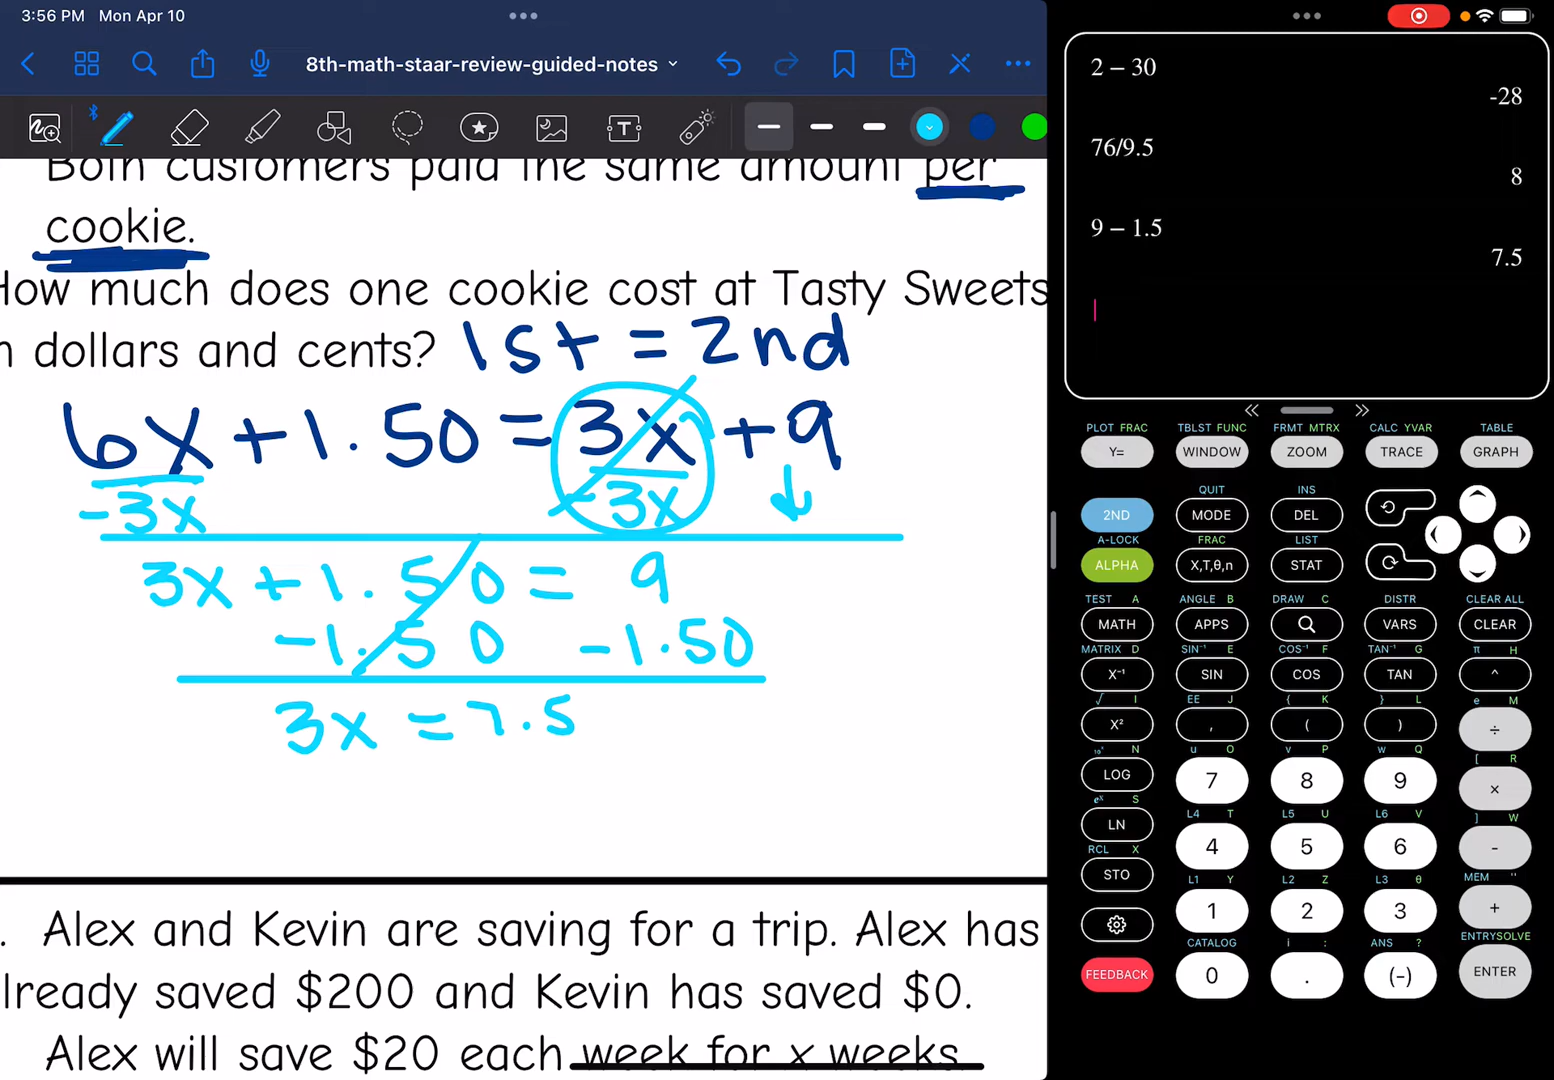 3:56 PM Mon Apr 10
8th-math-staar-review-guided-notes
T
Both customers paid the same amount per
cookie.
How much does one cookie cost at Tasty Sweets
n dollars and cents? 1st = 2nd
6x + 1.50 = 3x + 9
-3x -3x
3x + 1.50 = 9
-1.50 -1.50
3x = 7.5
. Alex and Kevin are saving for a trip. Alex has
lready saved $200 and Kevin has saved $0.
Alex will save $20 each week for x weeks.
2 – 30
-28
76/9.5
8
9 – 1.5
7.5
PLOT FRAC TBLST FUNC FRMT MTRX CALC YVAR TABLE
Y= WINDOW ZOOM TRACE GRAPH
QUIT INS
2ND MODE DEL
A-LOCK FRAC LIST
ALPHA X,T,θ,n STAT
TEST A ANGLE B DRAW C DISTR CLEAR ALL
MATH APPS VARS CLEAR
MATRIX D SIN⁻¹ E COS⁻¹ F TAN⁻¹ G π H
X⁻¹ SIN COS TAN ^
√ I EE J { K } L e M
X² , ( ) ÷
10ˣ N u O v P w Q [ R
LOG 7 8 9 ×
eˣ S L4 T L5 U L6 V ] W
LN 4 5 6 -
RCL X L1 Y L2 Z L3 θ MEM "
STO 1 2 3 +
CATALOG i : ANS ? ENTRY SOLVE
FEEDBACK 0 . (-) ENTER